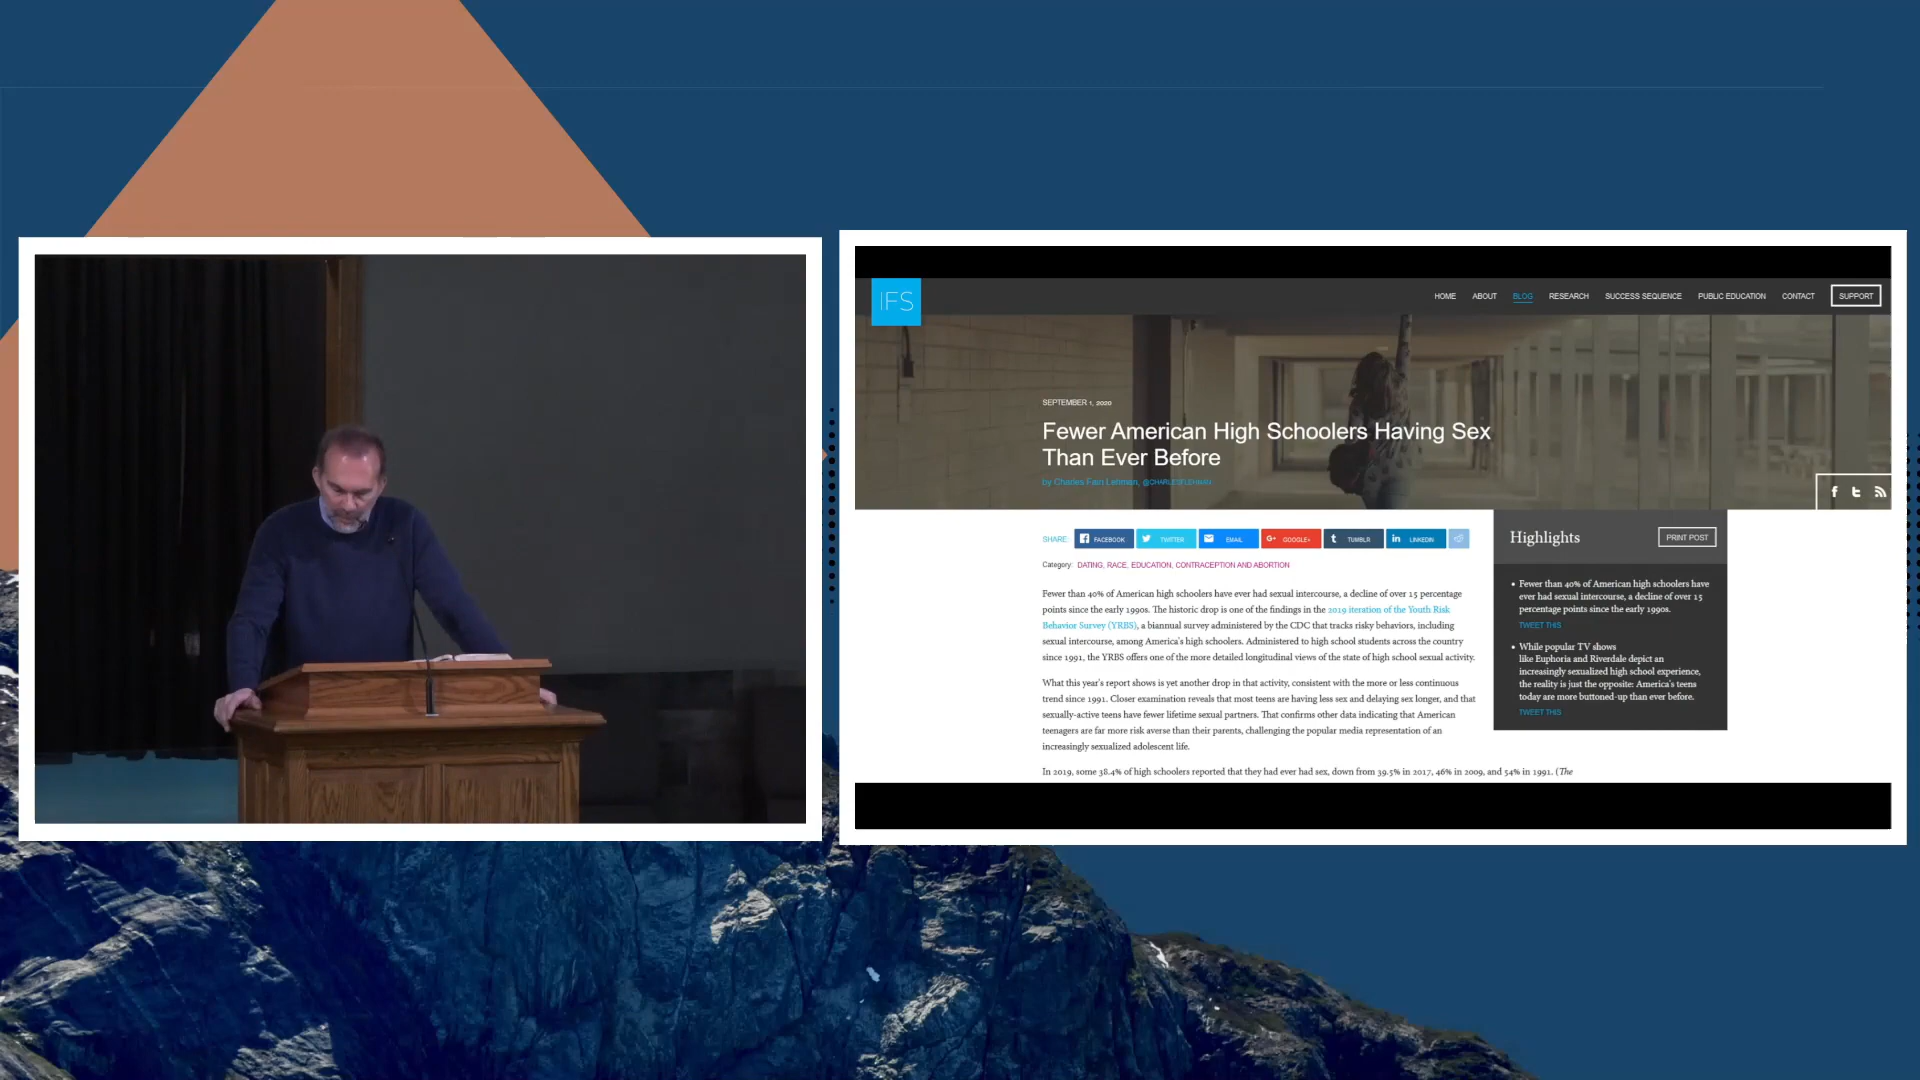 IFS
HOME ABOUT BLOG RESEARCH SUCCESS SEQUENCE PUBLIC EDUCATION CONTACT SUPPORT
SEPTEMBER 1, 2020
Fewer American High Schoolers Having Sex
Than Ever Before
by Charles Fain Lehman, @CHARLESFLEHMAN
SHARE: FACEBOOK TWITTER EMAIL GOOGLE+ TUMBLR LINKEDIN
Category: DATING, RACE, EDUCATION, CONTRACEPTION AND ABORTION
Fewer than 40% of American high schoolers have ever had sexual intercourse, a decline of over 15 percentage
points since the early 1990s. The historic drop is one of the findings in the 2019 iteration of the Youth Risk
Behavior Survey (YRBS), a biannual survey administered by the CDC that tracks risky behaviors, including
sexual intercourse, among America's high schoolers. Administered to high school students across the country
since 1991, the YRBS offers one of the more detailed longitudinal views of the state of high school sexual activity.
What this year's report shows is yet another drop in that activity, consistent with the more or less continuous
trend since 1991. Closer examination reveals that most teens are having less sex and delaying sex longer, and that
sexually-active teens have fewer lifetime sexual partners. That confirms other data indicating that American
teenagers are far more risk averse than their parents, challenging the popular media representation of an
increasingly sexualized adolescent life.
In 2019, some 38.4% of high schoolers reported that they had ever had sex, down from 39.5% in 2017, 46% in 2009, and 54% in 1991. (The
Highlights
PRINT POST
• Fewer than 40% of American high schoolers have
ever had sexual intercourse, a decline of over 15
percentage points since the early 1990s.
TWEET THIS
• While popular TV shows
like Euphoria and Riverdale depict an
increasingly sexualized high school experience,
the reality is just the opposite: America's teens
today are more buttoned-up than ever before.
TWEET THIS